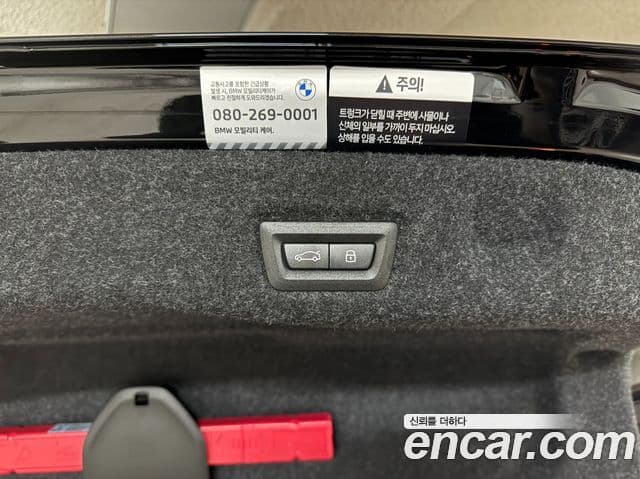 교통사고를 포함한 긴급상황
발생 시, BMW 모빌리티케어가
빠르고 친절하게 도와드리겠습니다.
080-269-0001
BMW 모빌리티 케어.
주의!
트렁크가 닫힐 때 주변에 사물이나
신체의 일부를 가까이 두지 마십시오.
상해를 입을 수도 있습니다.
신뢰를 더하다
encar.com